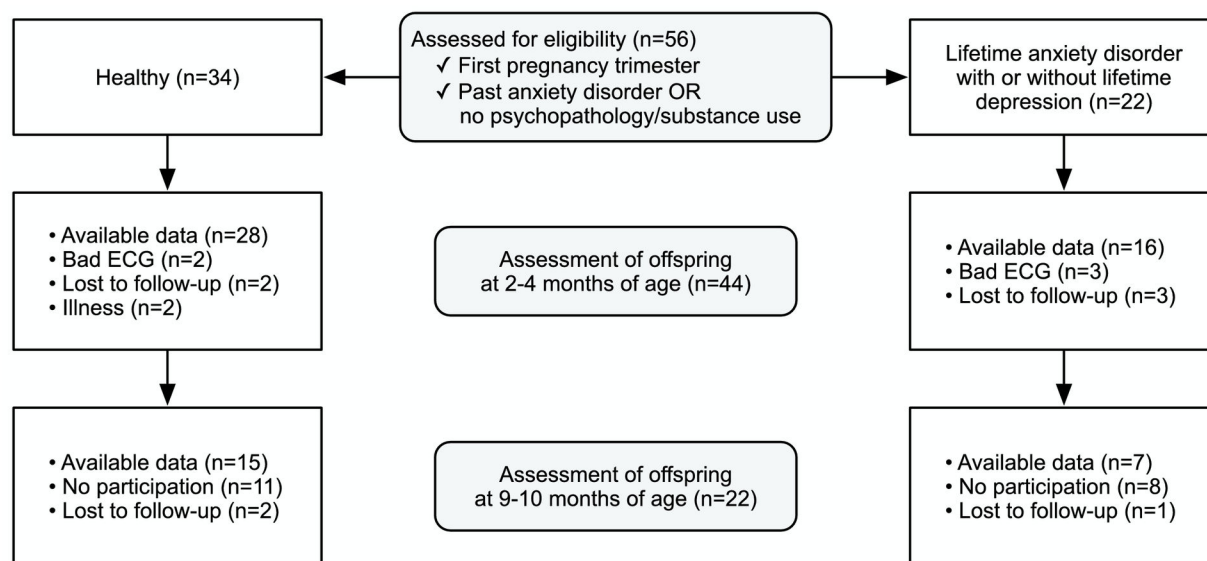 Healthy (n=34)
Assessed for eligibility (n=56)
✓ First pregnancy trimester
✓ Past anxiety disorder OR
no psychopathology/substance use
Lifetime anxiety disorder
with or without lifetime
depression (n=22)
• Available data (n=28)
• Bad ECG (n=2)
• Lost to follow-up (n=2)
• Illness (n=2)
Assessment of offspring
at 2-4 months of age (n=44)
• Available data (n=16)
• Bad ECG (n=3)
• Lost to follow-up (n=3)
• Available data (n=15)
• No participation (n=11)
• Lost to follow-up (n=2)
Assessment of offspring
at 9-10 months of age (n=22)
• Available data (n=7)
• No participation (n=8)
• Lost to follow-up (n=1)